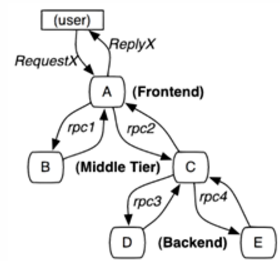 (user)
RequestX
ReplyX
A
(Frontend)
rpc1
rpc2
B
(Middle Tier)
C
rpc3
rpc4
D
(Backend)
E